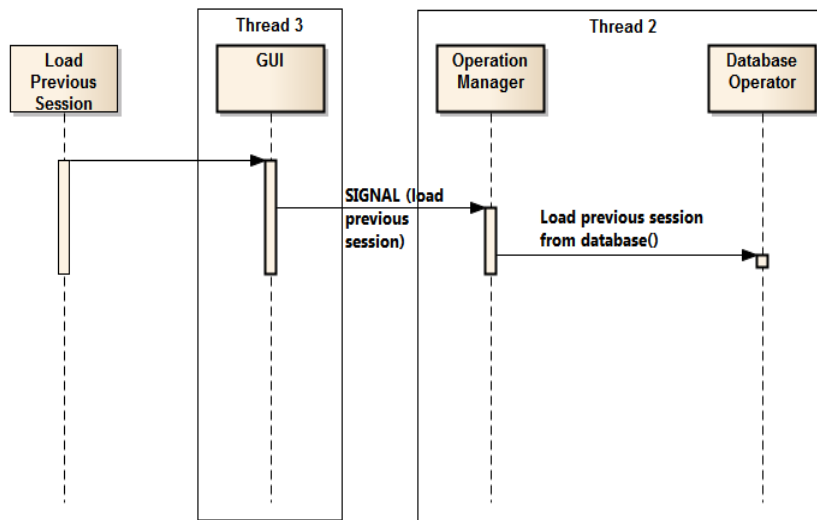 Thread 3
Thread 2
Load
Previous
Session
GUI
Operation
Manager
Database
Operator
SIGNAL (load
previous
session)
Load previous session
from database()